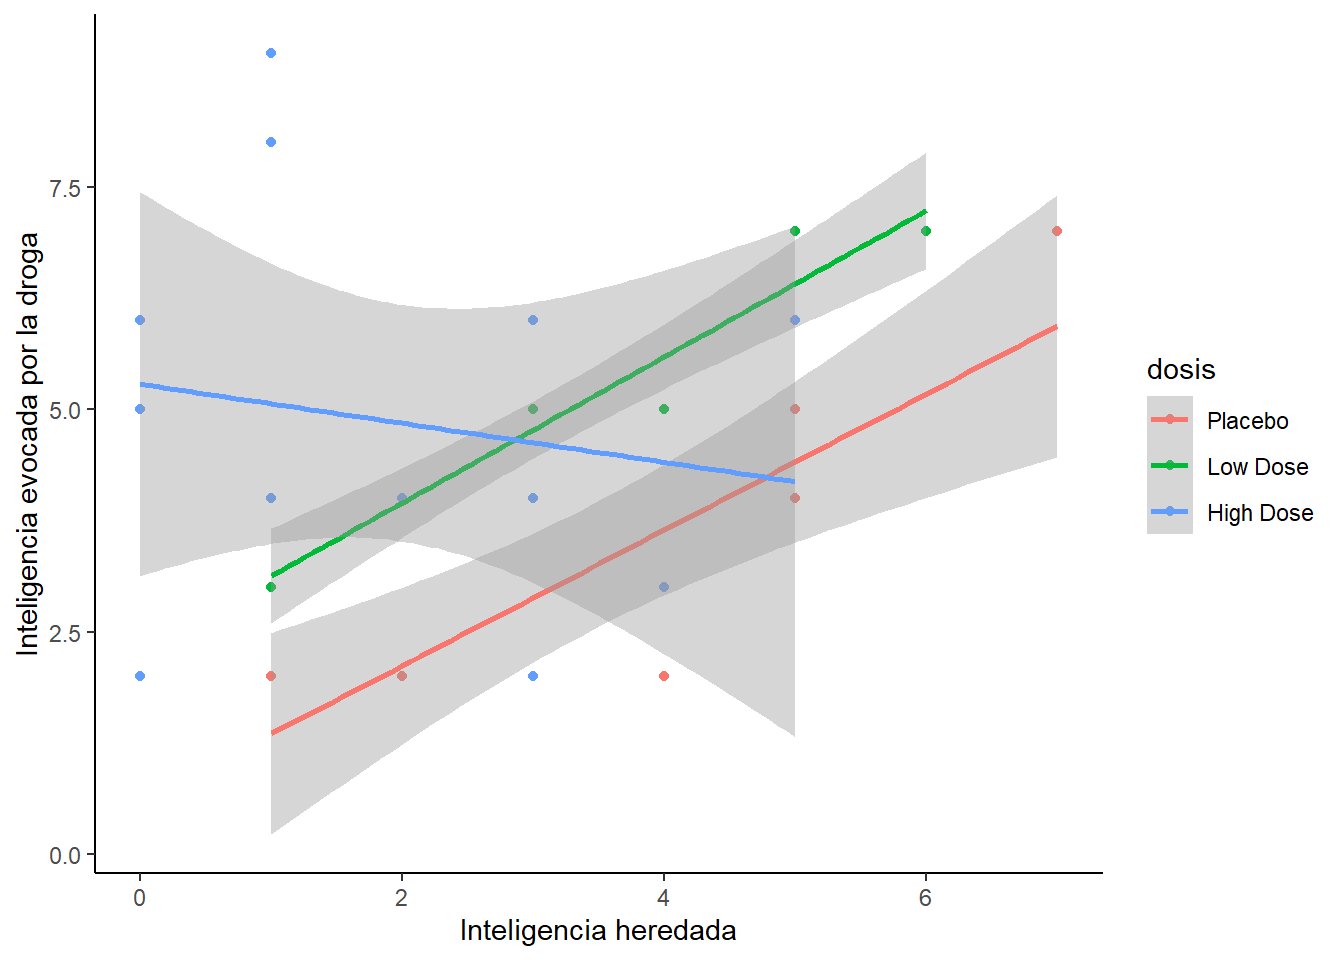 Inteligencia evocada por la droga
7.5
5.0
2.5
0.0
0 2 4 6
Inteligencia heredada
dosis
Placebo
Low Dose
High Dose